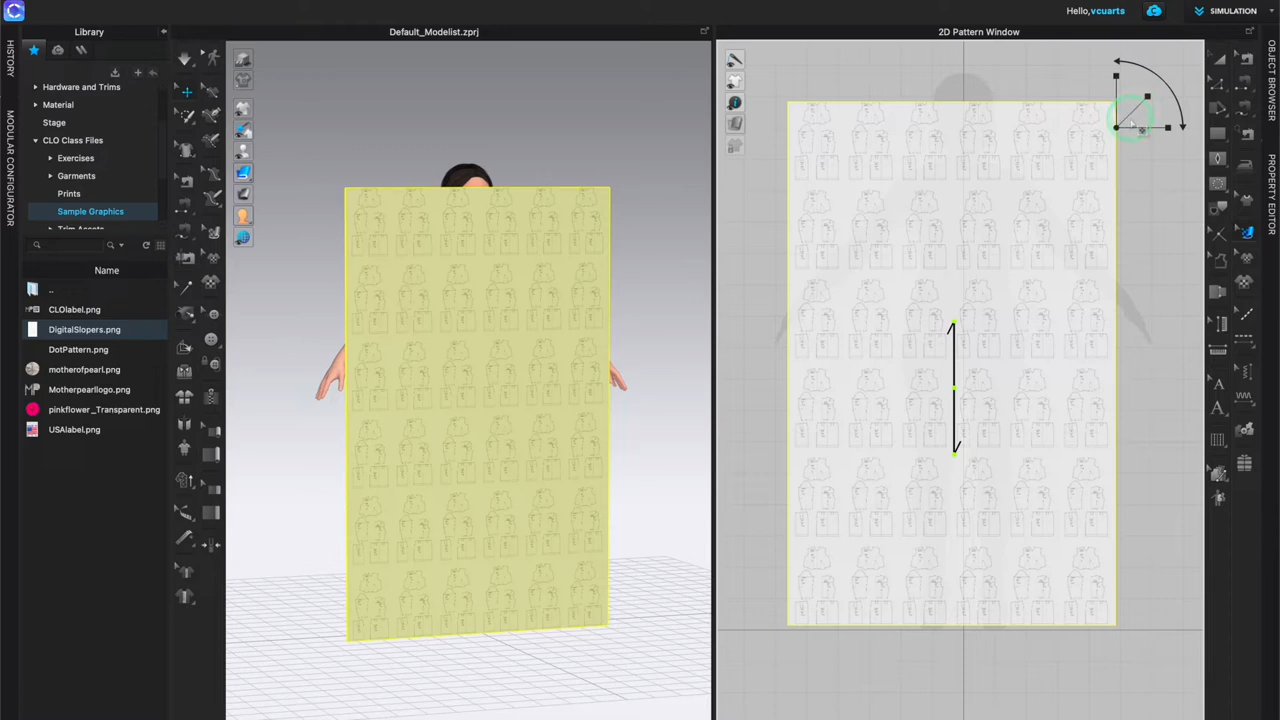 Hello,vcuarts
SIMULATION
Library
Default_Modelist.zprj
2D Pattern Window
HISTORY
MODULAR CONFIGURATOR
OBJECT BROWSER
PROPERTY EDITOR
Hardware and Trims
Material
Stage
CLO Class Files
Exercises
Garments
Prints
Sample Graphics
Trim Assets
Name
..
CLOlabel.png
DigitalSlopers.png
DotPattern.png
motherofpearl.png
Motherpearllogo.png
pinkflower_Transparent.png
USAlabel.png